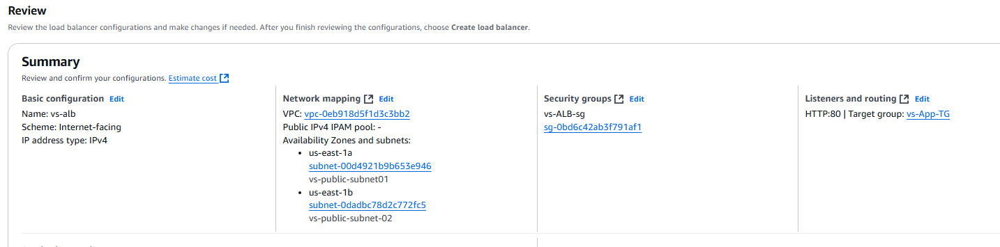 Review
Review the load balancer configurations and make changes if needed. After you finish reviewing the configurations, choose Create load balancer.
Summary
Review and confirm your configurations. Estimate cost
Basic configuration Edit
Name: vs-alb
Scheme: Internet-facing
IP address type: IPv4
Network mapping Edit
VPC: vpc-0eb918d5f1d3c3bb2
Public IPv4 IPAM pool: -
Availability Zones and subnets:
• us-east-1a
subnet-00d4921b9b653e946
vs-public-subnet01
• us-east-1b
subnet-0dadbc78d2c772fc5
vs-public-subnet-02
Security groups Edit
vs-ALB-sg
sg-0bd6c42ab3f791af1
Listeners and routing Edit
HTTP:80 | Target group: vs-App-TG